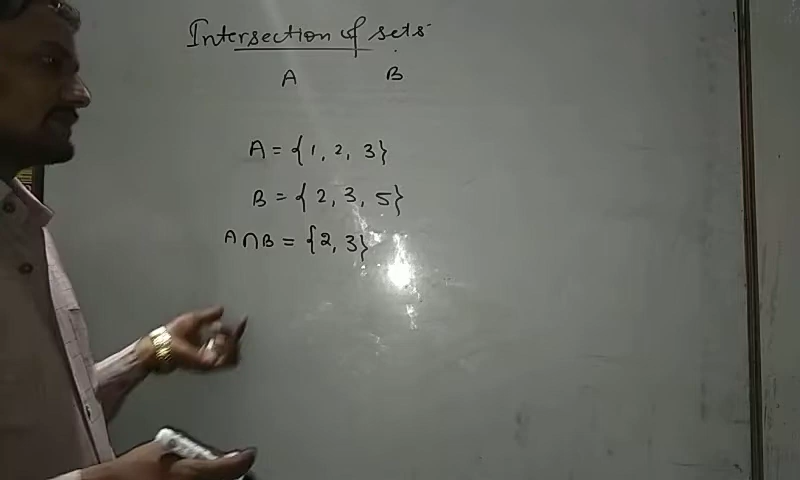 Intersection of sets
A B
A = {1, 2, 3}
B = {2, 3, 5}
A∩B = {2, 3}